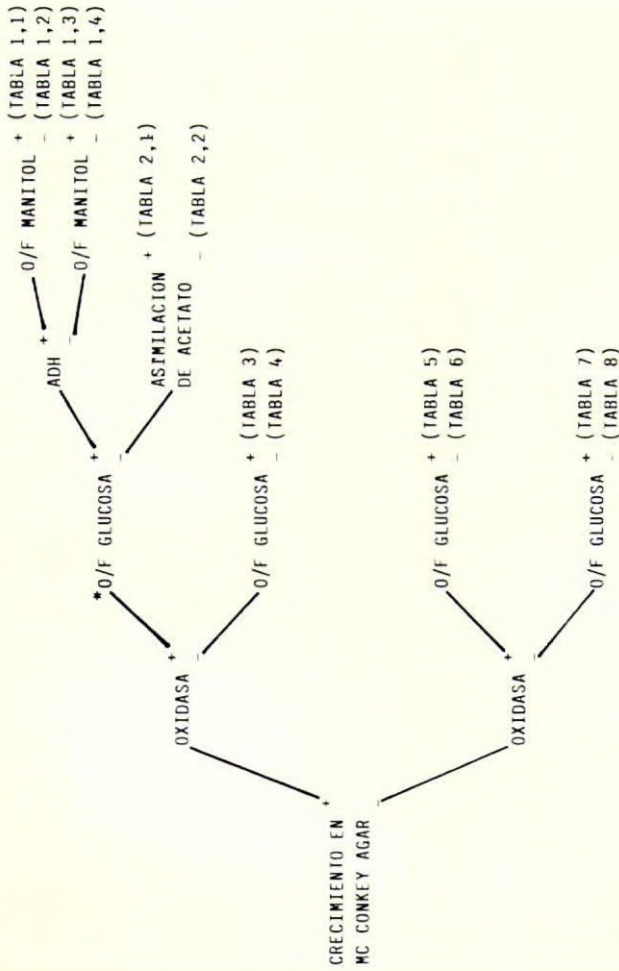 CRECIMIENTO EN
MC CONKEY AGAR
+
-
OXIDASA
+
-
*O/F GLUCOSA
+
-
ADH
+
-
O/F MANITOL + (TABLA 1,1)
- (TABLA 1,2)
O/F MANITOL + (TABLA 1,3)
- (TABLA 1,4)
ASIMILACION + (TABLA 2,1)
DE ACETATO - (TABLA 2,2)
O/F GLUCOSA + (TABLA 3)
- (TABLA 4)
OXIDASA
+
-
O/F GLUCOSA + (TABLA 5)
- (TABLA 6)
O/F GLUCOSA + (TABLA 7)
- (TABLA 8)